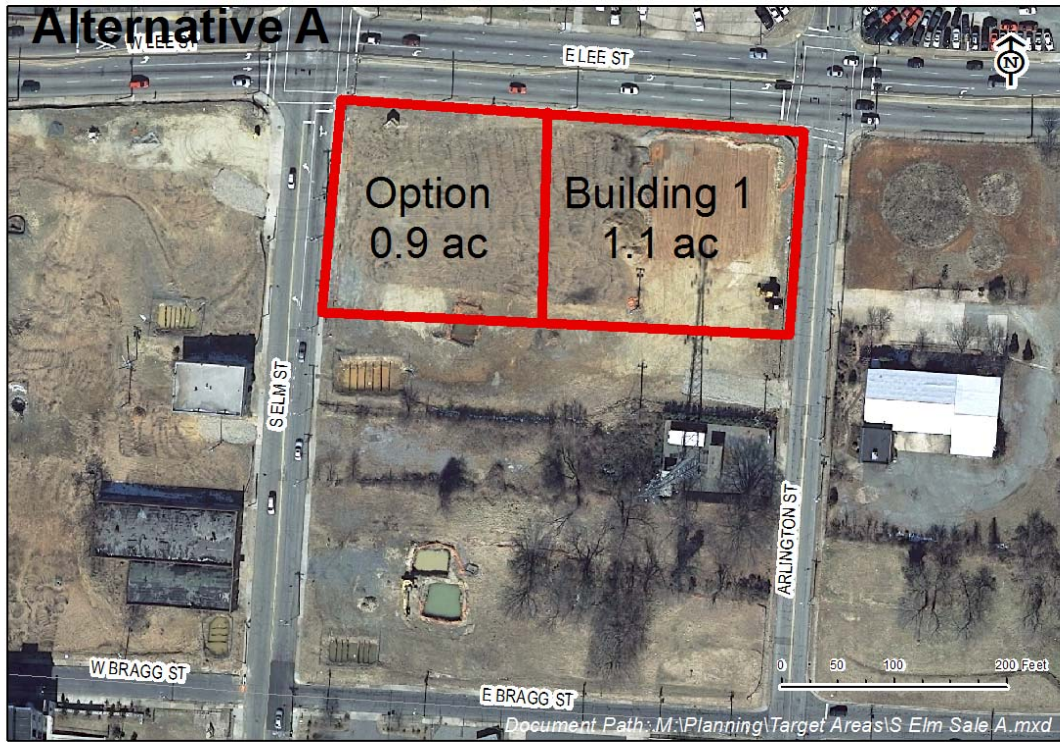 Alternative A
W LEE ST
E LEE ST
N
Option
0.9 ac
Building 1
1.1 ac
S ELM ST
ARLINGTON ST
W BRAGG ST
E BRAGG ST
0 50 100 200 Feet
Document Path: M:\Planning\Target Areas\S Elm Sale A.mxd